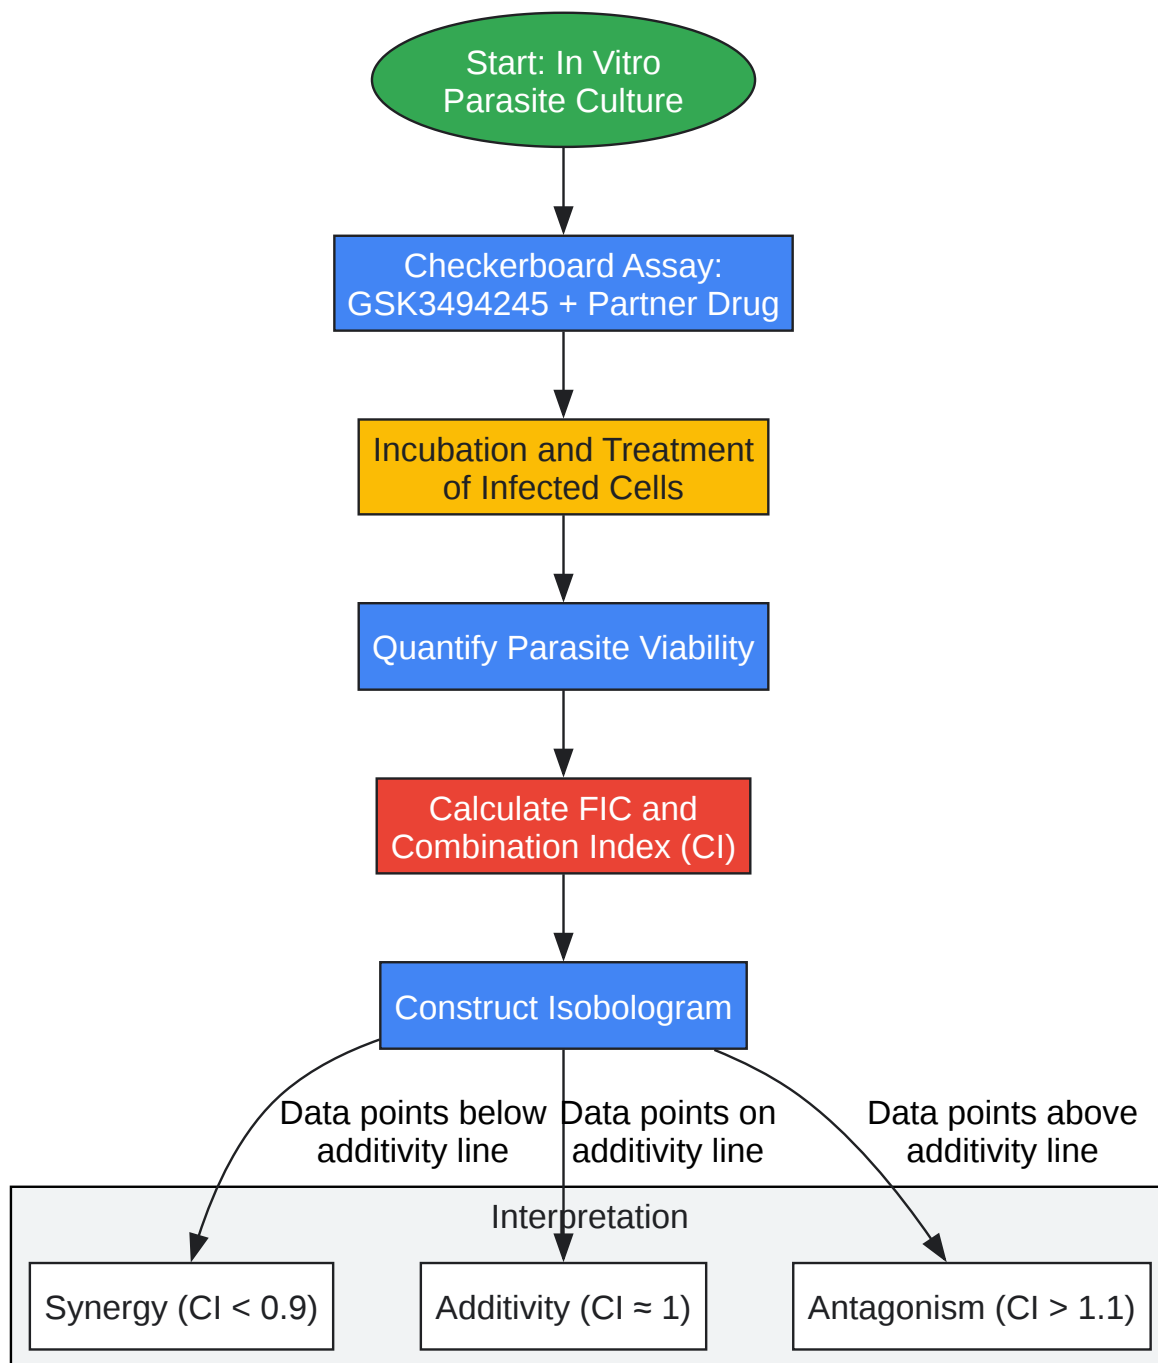 Start: In Vitro
Parasite Culture
Checkerboard Assay:
GSK3494245 + Partner Drug
Incubation and Treatment
of Infected Cells
Quantify Parasite Viability
Calculate FIC and
Combination Index (CI)
Construct Isobologram
Data points below
additivity line
Data points on
additivity line
Data points above
additivity line
Interpretation
Synergy (CI < 0.9)
Additivity (CI ≈ 1)
Antagonism (CI > 1.1)